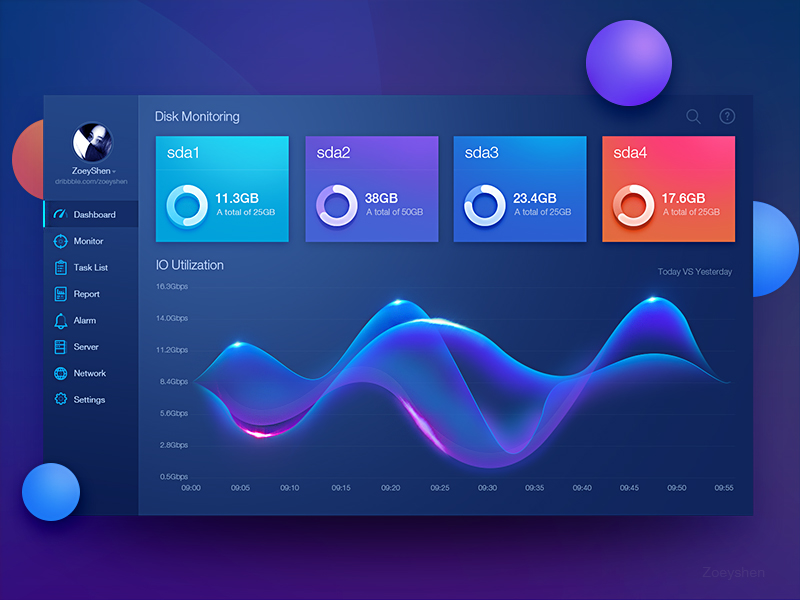 Disk Monitoring
ZoeyShen
dribbble.com/zoeyshen
Dashboard
Monitor
Task List
Report
Alarm
Server
Network
Settings
?
sda1
11.3GB
A total of 25GB
sda2
38GB
A total of 50GB
sda3
23.4GB
A total of 25GB
sda4
17.6GB
A total of 25GB
IO Utilization
Today VS Yesterday
16.3Gbps
14.0Gbps
11.2Gbps
8.4Gbps
5.6Gbps
2.8Gbps
0.5Gbps
09:00 09:05 09:10 09:15 09:20 09:25 09:30 09:35 09:40 09:45 09:50 09:55
Zoeyshen